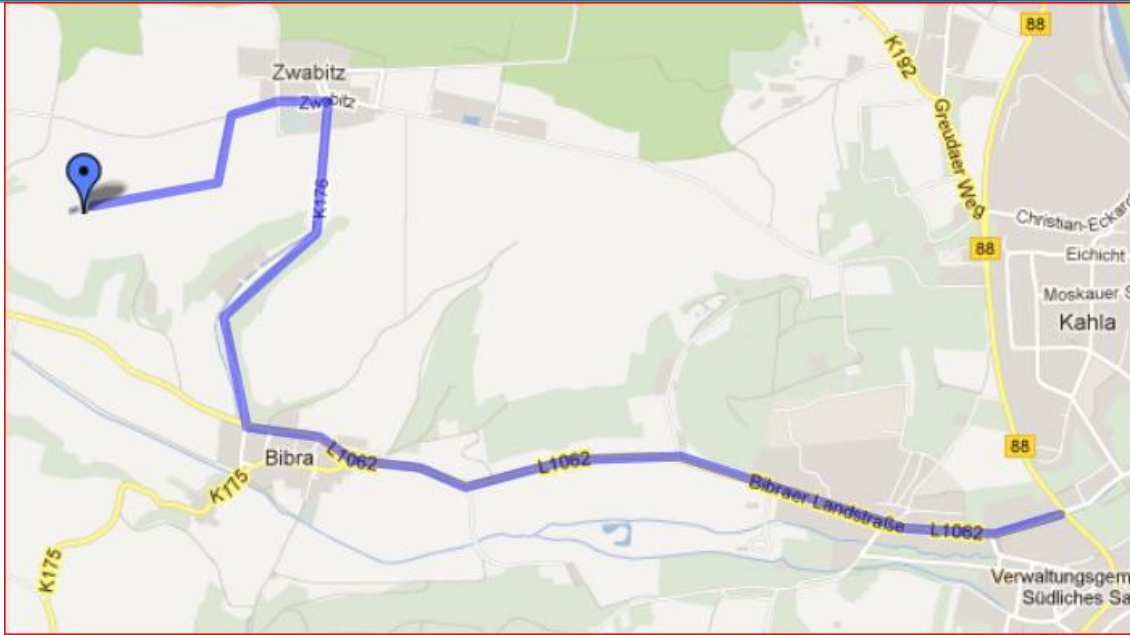 88
K192
Zwabitz
Zwabitz
Greudaer Weg
K176
Christian-Eckard
88
Eichicht
Moskauer S
Kahla
88
Bibra
L1062
L1062
K175
Bibraer Landstraße
L1062
K175
Verwaltungsgem
Südliches Sa